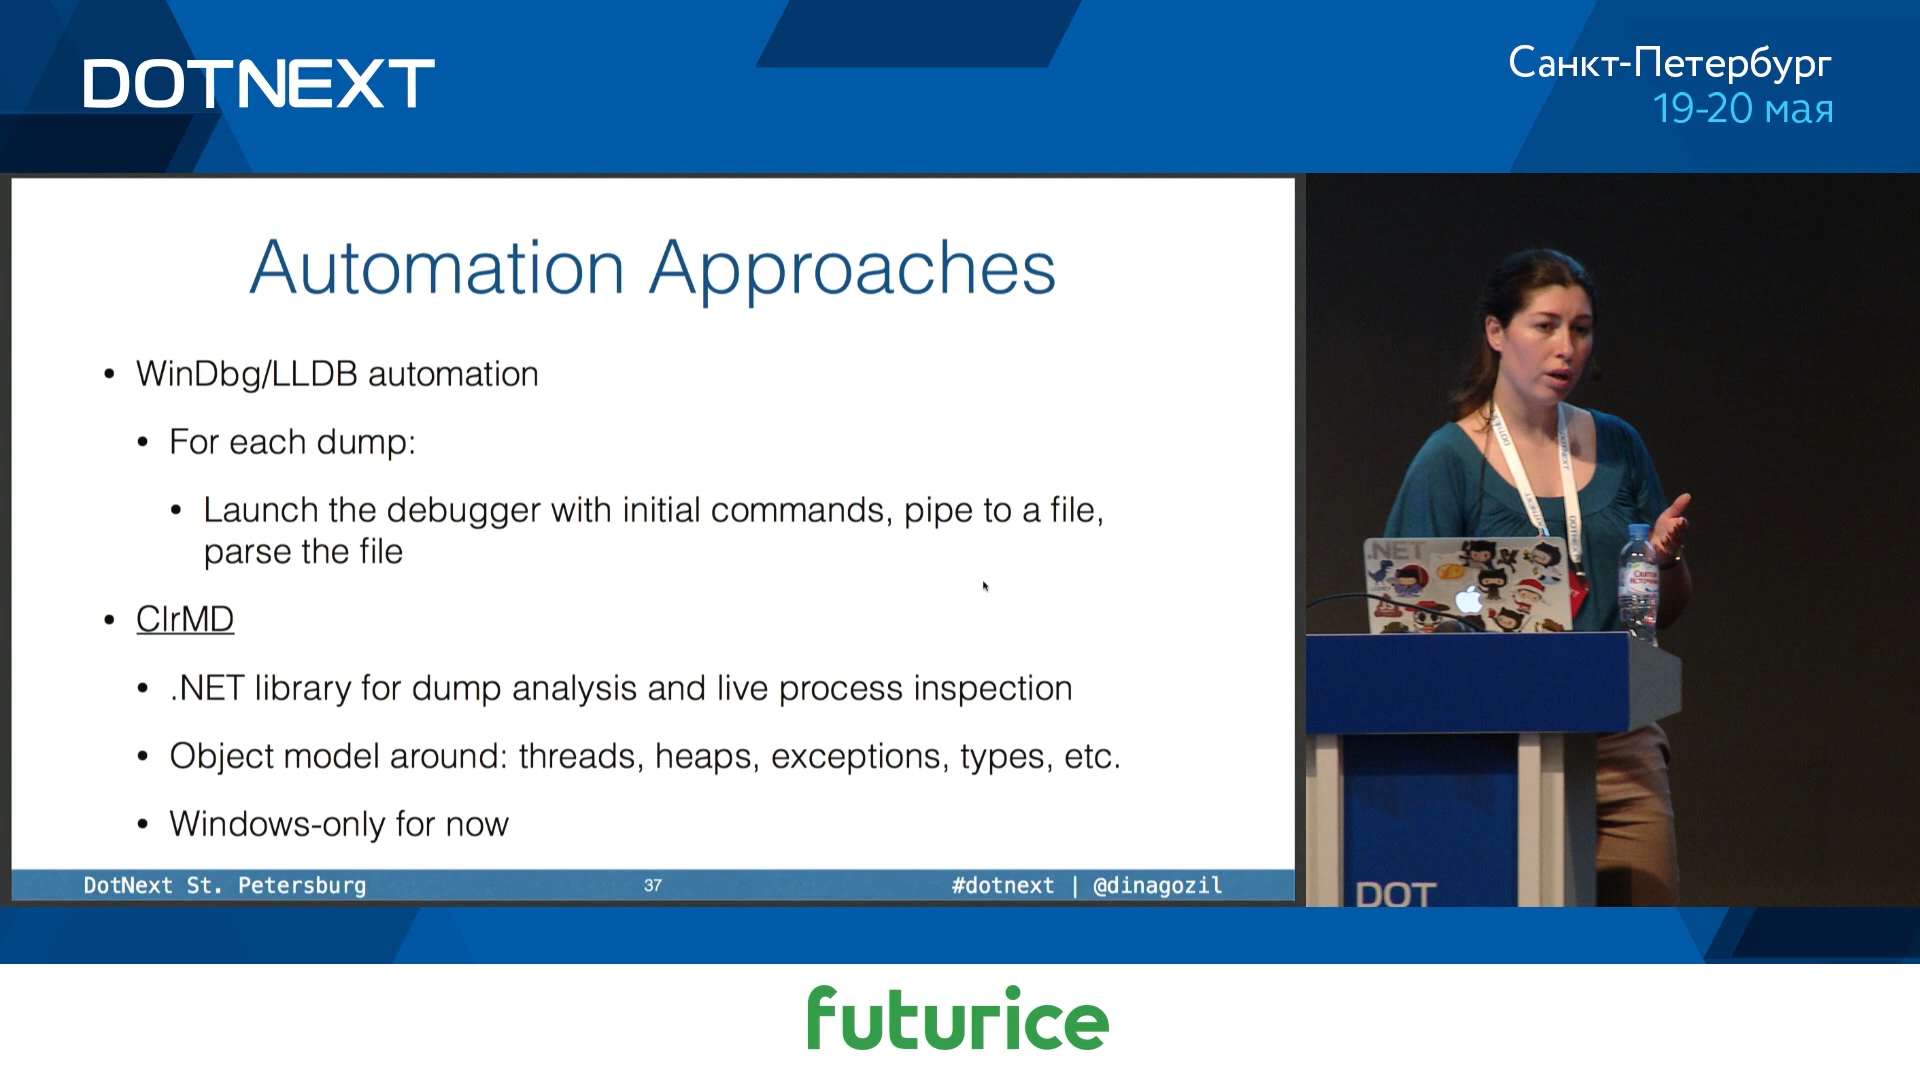 DOTNEXT
Санкт-Петербург
19-20 мая
Automation Approaches
• WinDbg/LLDB automation
• For each dump:
• Launch the debugger with initial commands, pipe to a file,
parse the file
• ClrMD
• .NET library for dump analysis and live process inspection
• Object model around: threads, heaps, exceptions, types, etc.
• Windows-only for now
DotNext St. Petersburg
37
#dotnext | @dinagozil
.NET
DOT
futurice